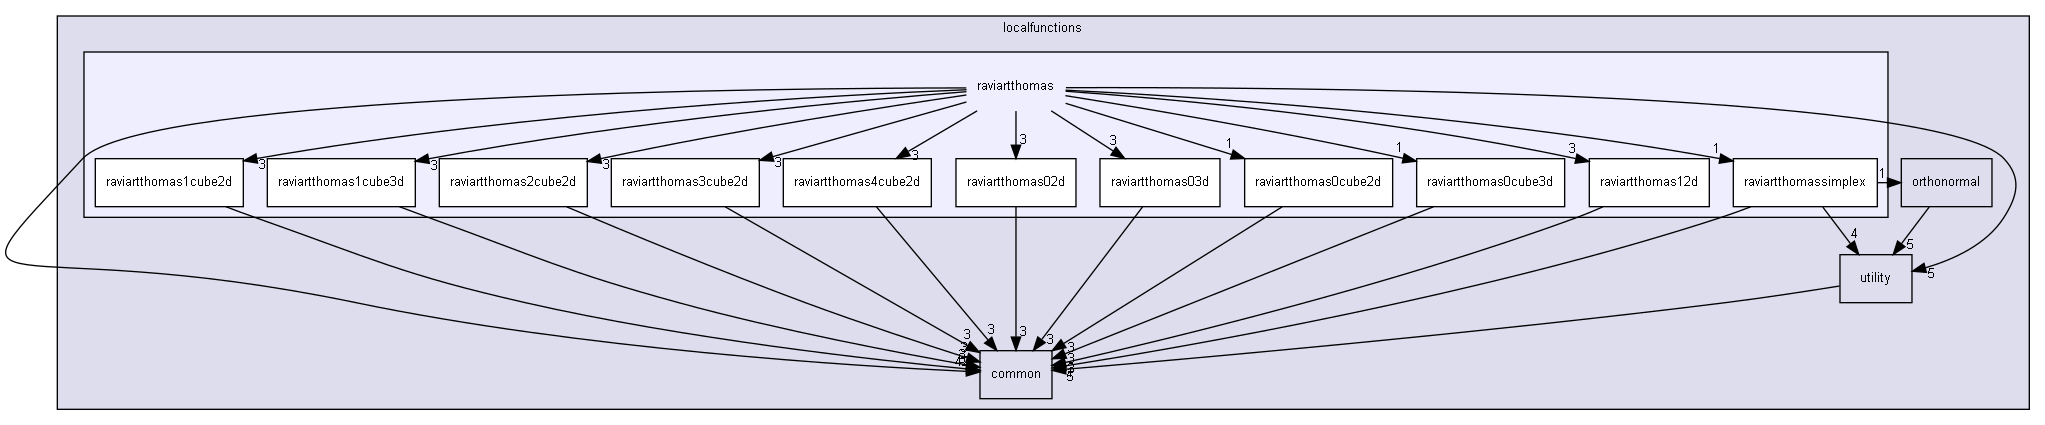 localfunctions
raviartthomas
3
3
3
3
3
3
3
1
1
3
1
raviartthomas1cube2d
raviartthomas1cube3d
raviartthomas2cube2d
raviartthomas3cube2d
raviartthomas4cube2d
raviartthomas02d
raviartthomas03d
raviartthomas0cube2d
raviartthomas0cube3d
raviartthomas12d
raviartthomassimplex
1
orthonormal
4
5
5
utility
3
3
3
3
3
5
common